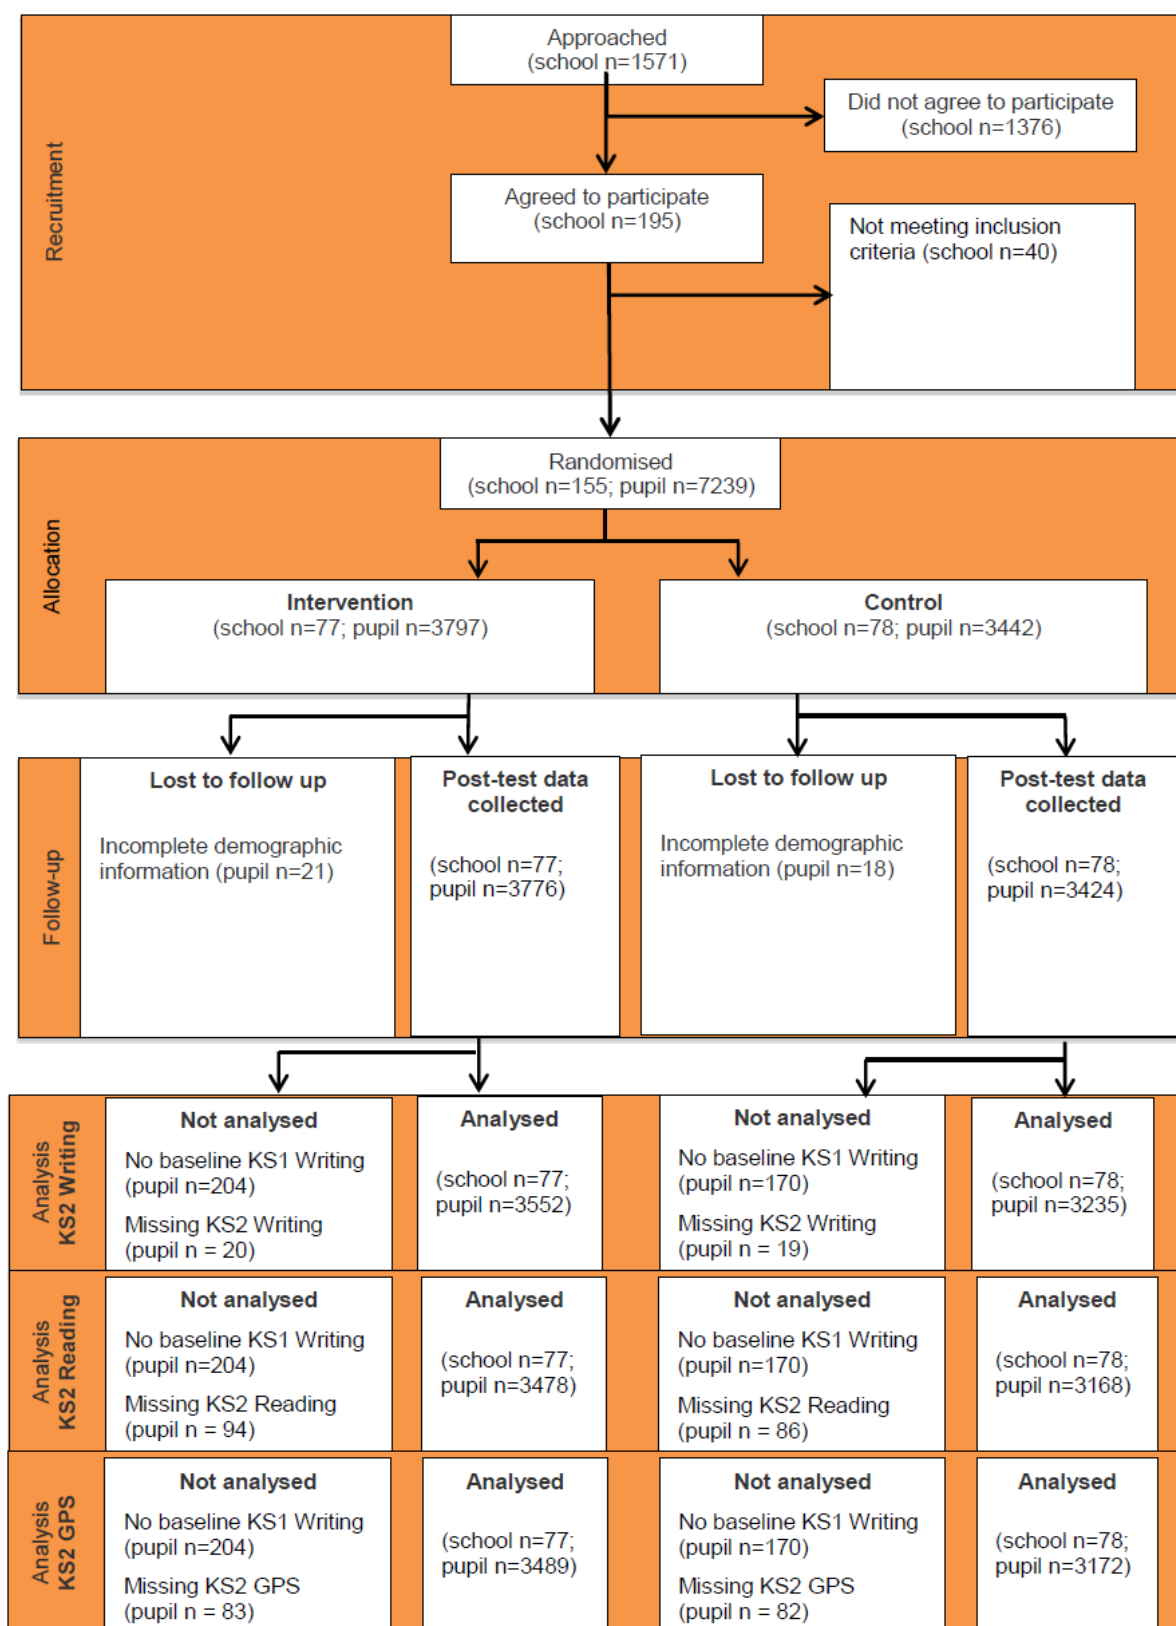 Recruitment
Approached
(school n=1571)
Did not agree to participate
(school n=1376)
Agreed to participate
(school n=195)
Not meeting inclusion
criteria (school n=40)
Allocation
Randomised
(school n=155; pupil n=7239)
Intervention
(school n=77; pupil n=3797)
Control
(school n=78; pupil n=3442)
Follow-up
Lost to follow up
Incomplete demographic
information (pupil n=21)
Post-test data
collected
(school n=77;
pupil n=3776)
Lost to follow up
Incomplete demographic
information (pupil n=18)
Post-test data
collected
(school n=78;
pupil n=3424)
Analysis
KS2 Writing
Not analysed
No baseline KS1 Writing
(pupil n=204)
Missing KS2 Writing
(pupil n = 20)
Analysed
(school n=77;
pupil n=3552)
Not analysed
No baseline KS1 Writing
(pupil n=170)
Missing KS2 Writing
(pupil n = 19)
Analysed
(school n=78;
pupil n=3235)
Analysis
KS2 Reading
Not analysed
No baseline KS1 Writing
(pupil n=204)
Missing KS2 Reading
(pupil n = 94)
Analysed
(school n=77;
pupil n=3478)
Not analysed
No baseline KS1 Writing
(pupil n=170)
Missing KS2 Reading
(pupil n = 86)
Analysed
(school n=78;
pupil n=3168)
Analysis
KS2 GPS
Not analysed
No baseline KS1 Writing
(pupil n=204)
Missing KS2 GPS
(pupil n = 83)
Analysed
(school n=77;
pupil n=3489)
Not analysed
No baseline KS1 Writing
(pupil n=170)
Missing KS2 GPS
(pupil n = 82)
Analysed
(school n=78;
pupil n=3172)